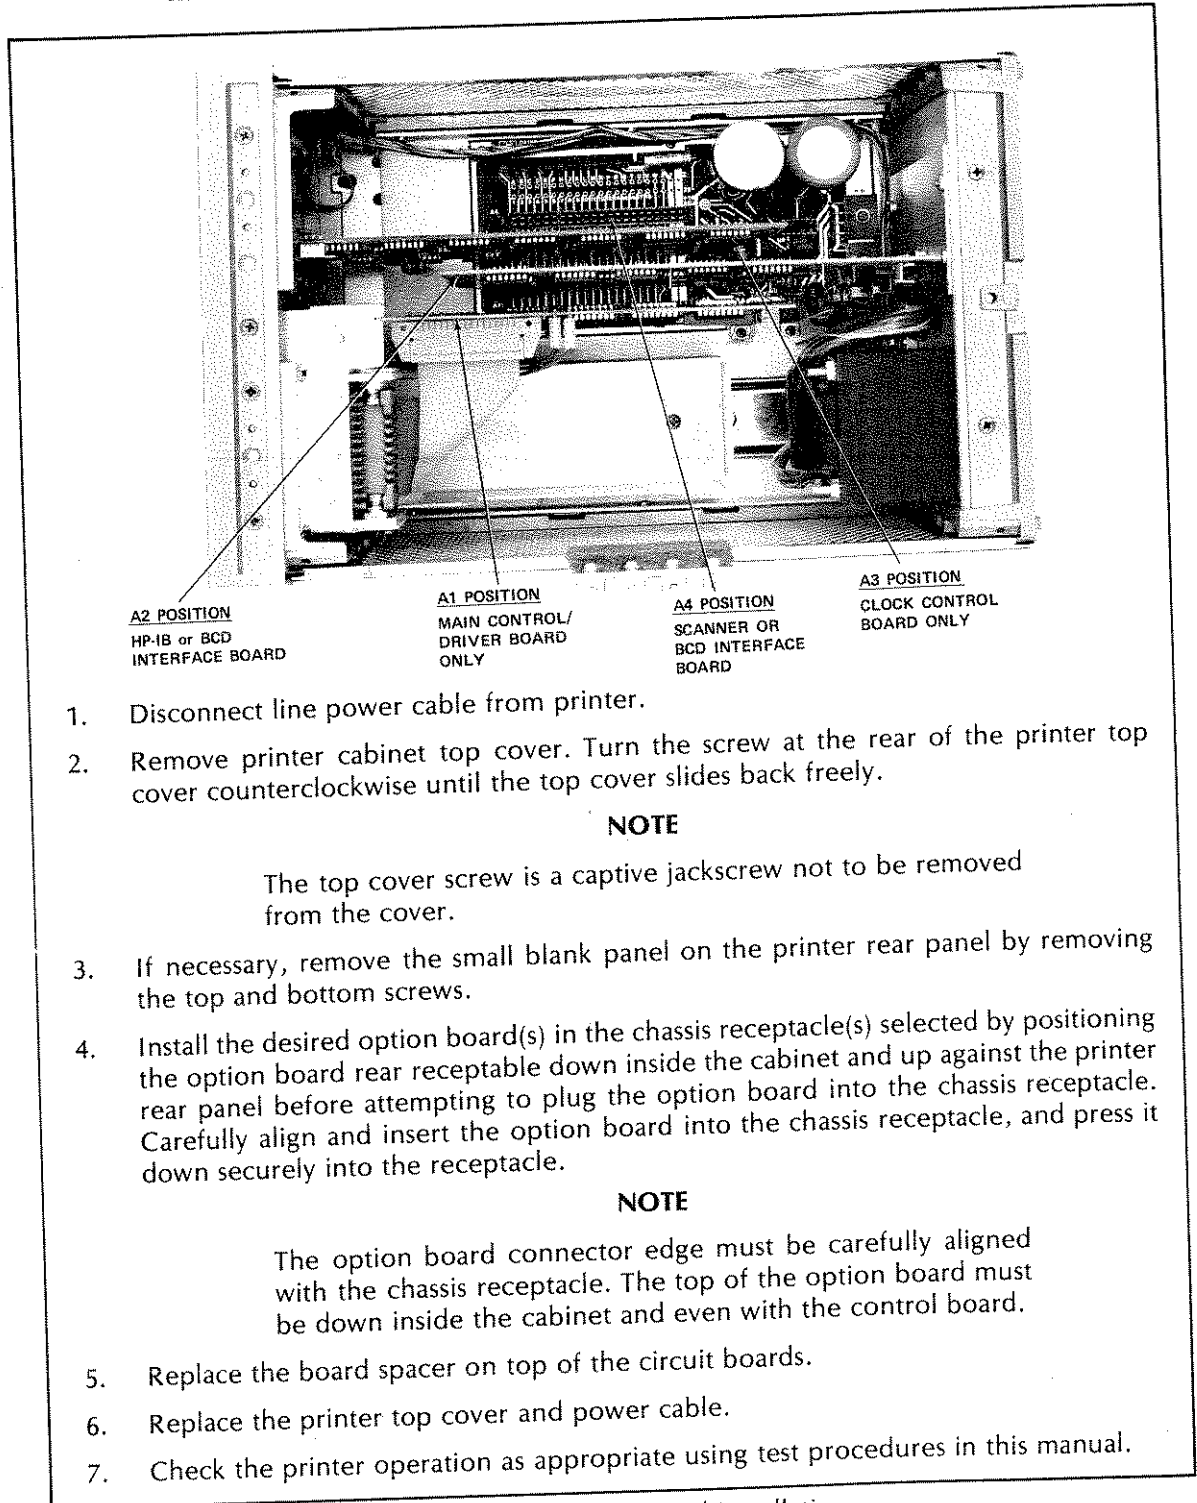 A2 POSITION
HP-IB or BCD
INTERFACE BOARD
A1 POSITION
MAIN CONTROL/
DRIVER BOARD
ONLY
A4 POSITION
SCANNER OR
BCD INTERFACE
BOARD
A3 POSITION
CLOCK CONTROL
BOARD ONLY
1. Disconnect line power cable from printer.
2. Remove printer cabinet top cover. Turn the screw at the rear of the printer top
cover counterclockwise until the top cover slides back freely.
NOTE
The top cover screw is a captive jackscrew not to be removed
from the cover.
3. If necessary, remove the small blank panel on the printer rear panel by removing
the top and bottom screws.
4. Install the desired option board(s) in the chassis receptacle(s) selected by positioning
the option board rear receptable down inside the cabinet and up against the printer
rear panel before attempting to plug the option board into the chassis receptacle.
Carefully align and insert the option board into the chassis receptacle, and press it
down securely into the receptacle.
NOTE
The option board connector edge must be carefully aligned
with the chassis receptacle. The top of the option board must
be down inside the cabinet and even with the control board.
5. Replace the board spacer on top of the circuit boards.
6. Replace the printer top cover and power cable.
7. Check the printer operation as appropriate using test procedures in this manual.